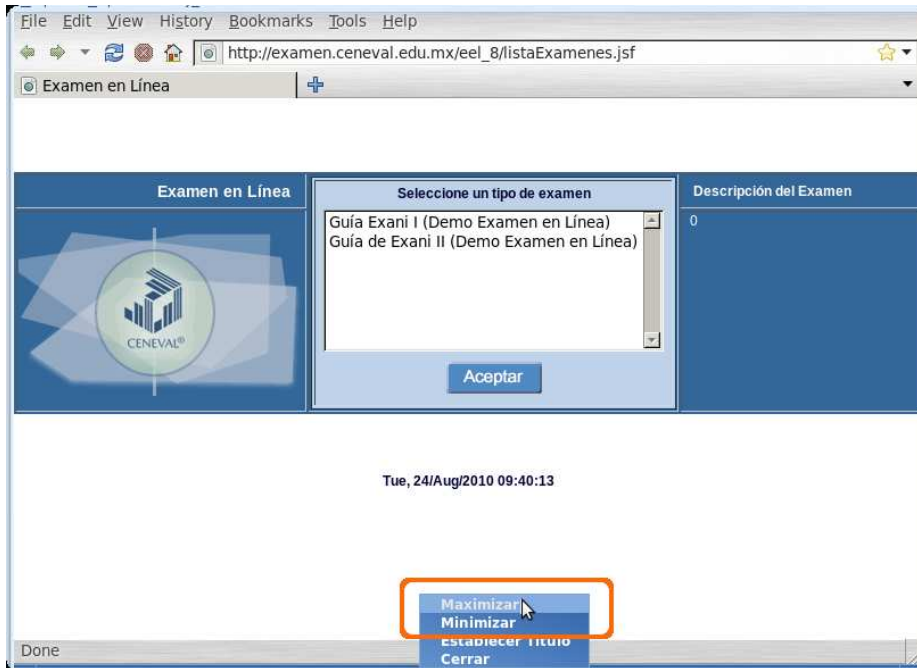 File Edit View History Bookmarks Tools Help
http://examen.ceneval.edu.mx/eel_8/listaExamenes.jsf
Examen en Línea
Examen en Línea
Seleccione un tipo de examen
Descripción del Examen
Guía Exani I (Demo Examen en Línea)
0
Guía de Exani II (Demo Examen en Línea)
CENEVAL®
Aceptar
Tue, 24/Aug/2010 09:40:13
Maximizar
Minimizar
Establecer Título
Done
Cerrar